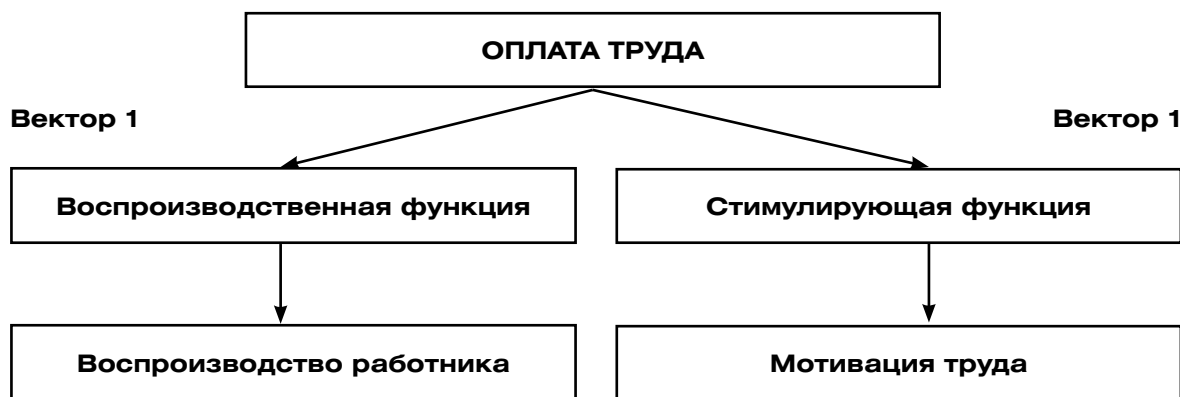 ОПЛАТА ТРУДА
Вектор 1
Вектор 1
Воспроизводственная функция
Стимулирующая функция
Воспроизводство работника
Мотивация труда